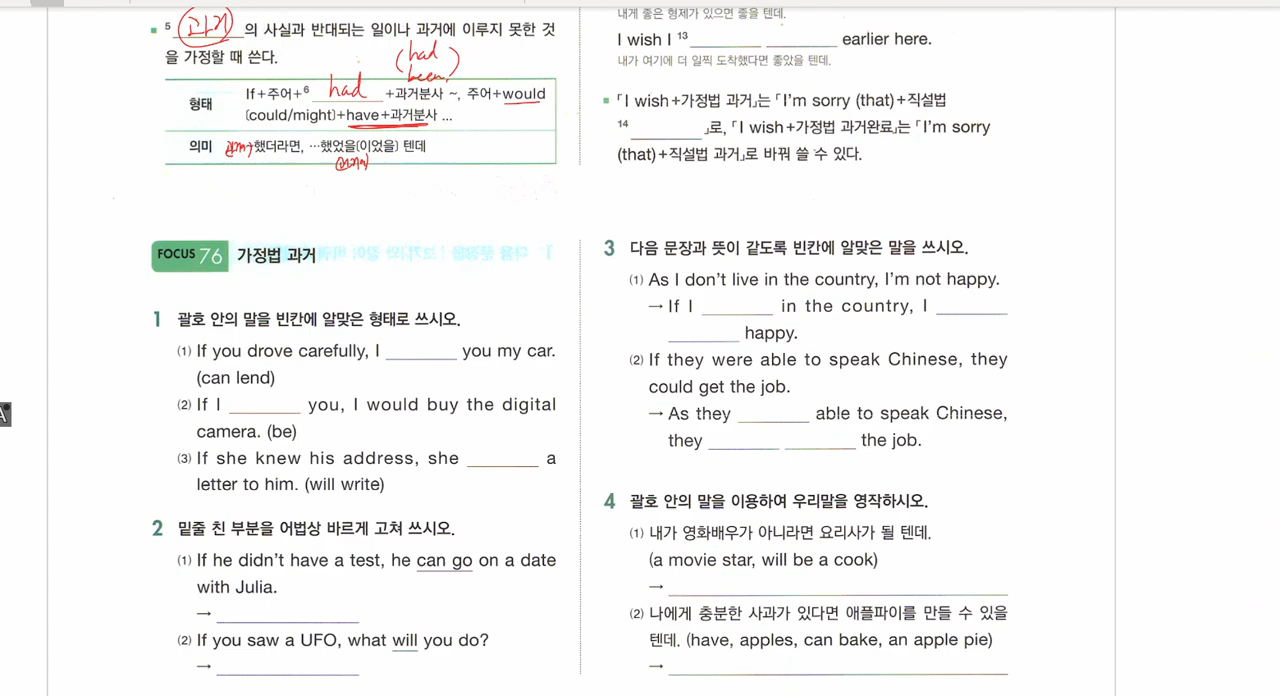 5 과거의 사실과 반대되는 일이나 과거에 이루지 못한 것
을 가정할 때 쓴다.
(had
been)
형태
If+주어+6 had +과거분사 ~, 주어+would
(could/might)+have+과거분사 ...
의미
했더라면, …했었을(이었을) 텐데
FOCUS 76 가정법 과거
1 괄호 안의 말을 빈칸에 알맞은 형태로 쓰시오.
(1) If you drove carefully, I ________ you my car.
(can lend)
(2) If I ________ you, I would buy the digital
camera. (be)
(3) If she knew his address, she ________ a
letter to him. (will write)
2 밑줄 친 부분을 어법상 바르게 고쳐 쓰시오.
(1) If he didn't have a test, he can go on a date
with Julia.
→ ________
(2) If you saw a UFO, what will you do?
→ ________
내게 좋은 형제가 있으면 좋을 텐데.
I wish I 13 ________ ________ earlier here.
내가 여기에 더 일찍 도착했다면 좋았을 텐데.
「I wish+가정법 과거」는 「I'm sorry (that)+직설법
14 ________」로, 「I wish+가정법 과거완료」는 「I'm sorry
(that)+직설법 과거」로 바꿔 쓸 수 있다.
3 다음 문장과 뜻이 같도록 빈칸에 알맞은 말을 쓰시오.
(1) As I don't live in the country, I'm not happy.
→ If I ________ in the country, I ________
________ happy.
(2) If they were able to speak Chinese, they
could get the job.
→ As they ________ able to speak Chinese,
they ________ ________ the job.
4 괄호 안의 말을 이용하여 우리말을 영작하시오.
(1) 내가 영화배우가 아니라면 요리사가 될 텐데.
(a movie star, will be a cook)
→ ________
(2) 나에게 충분한 사과가 있다면 애플파이를 만들 수 있을
텐데. (have, apples, can bake, an apple pie)
→ ________